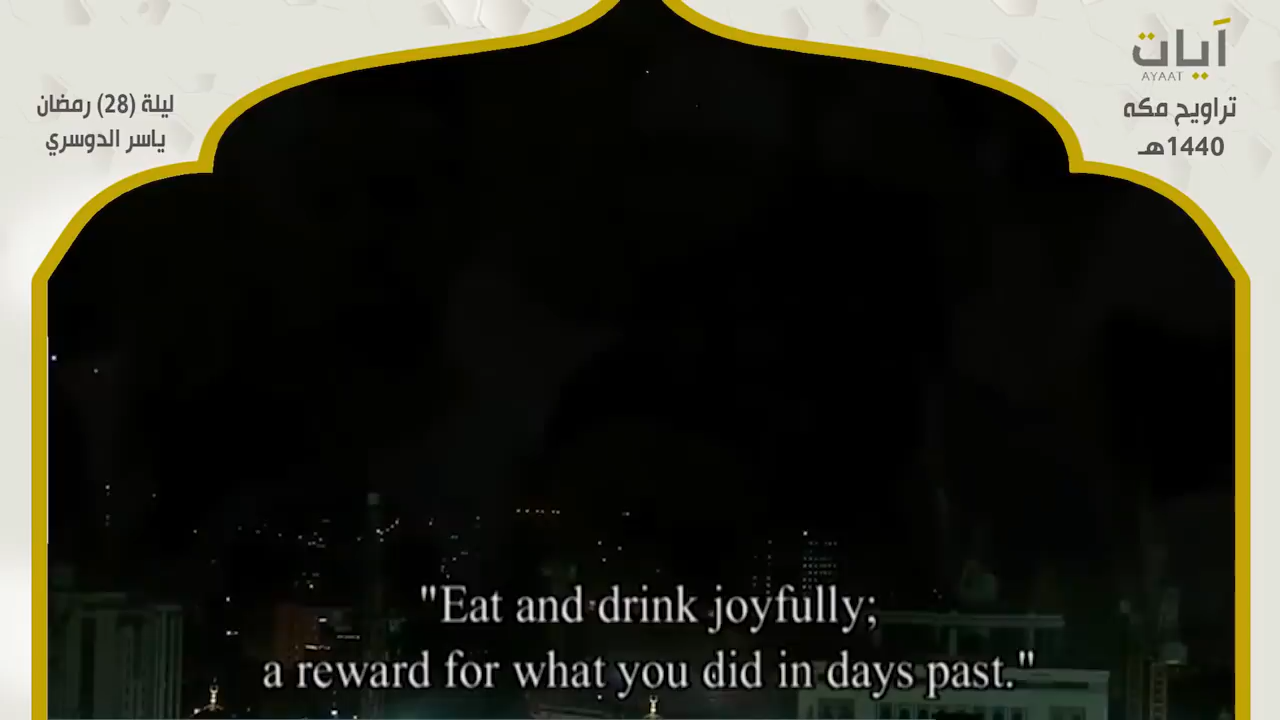 آيات
AYAAT
تراويح مكه
1440هـ
ليلة (28) رمضان
ياسر الدوسري
"Eat and drink joyfully;
a reward for what you did in days past."